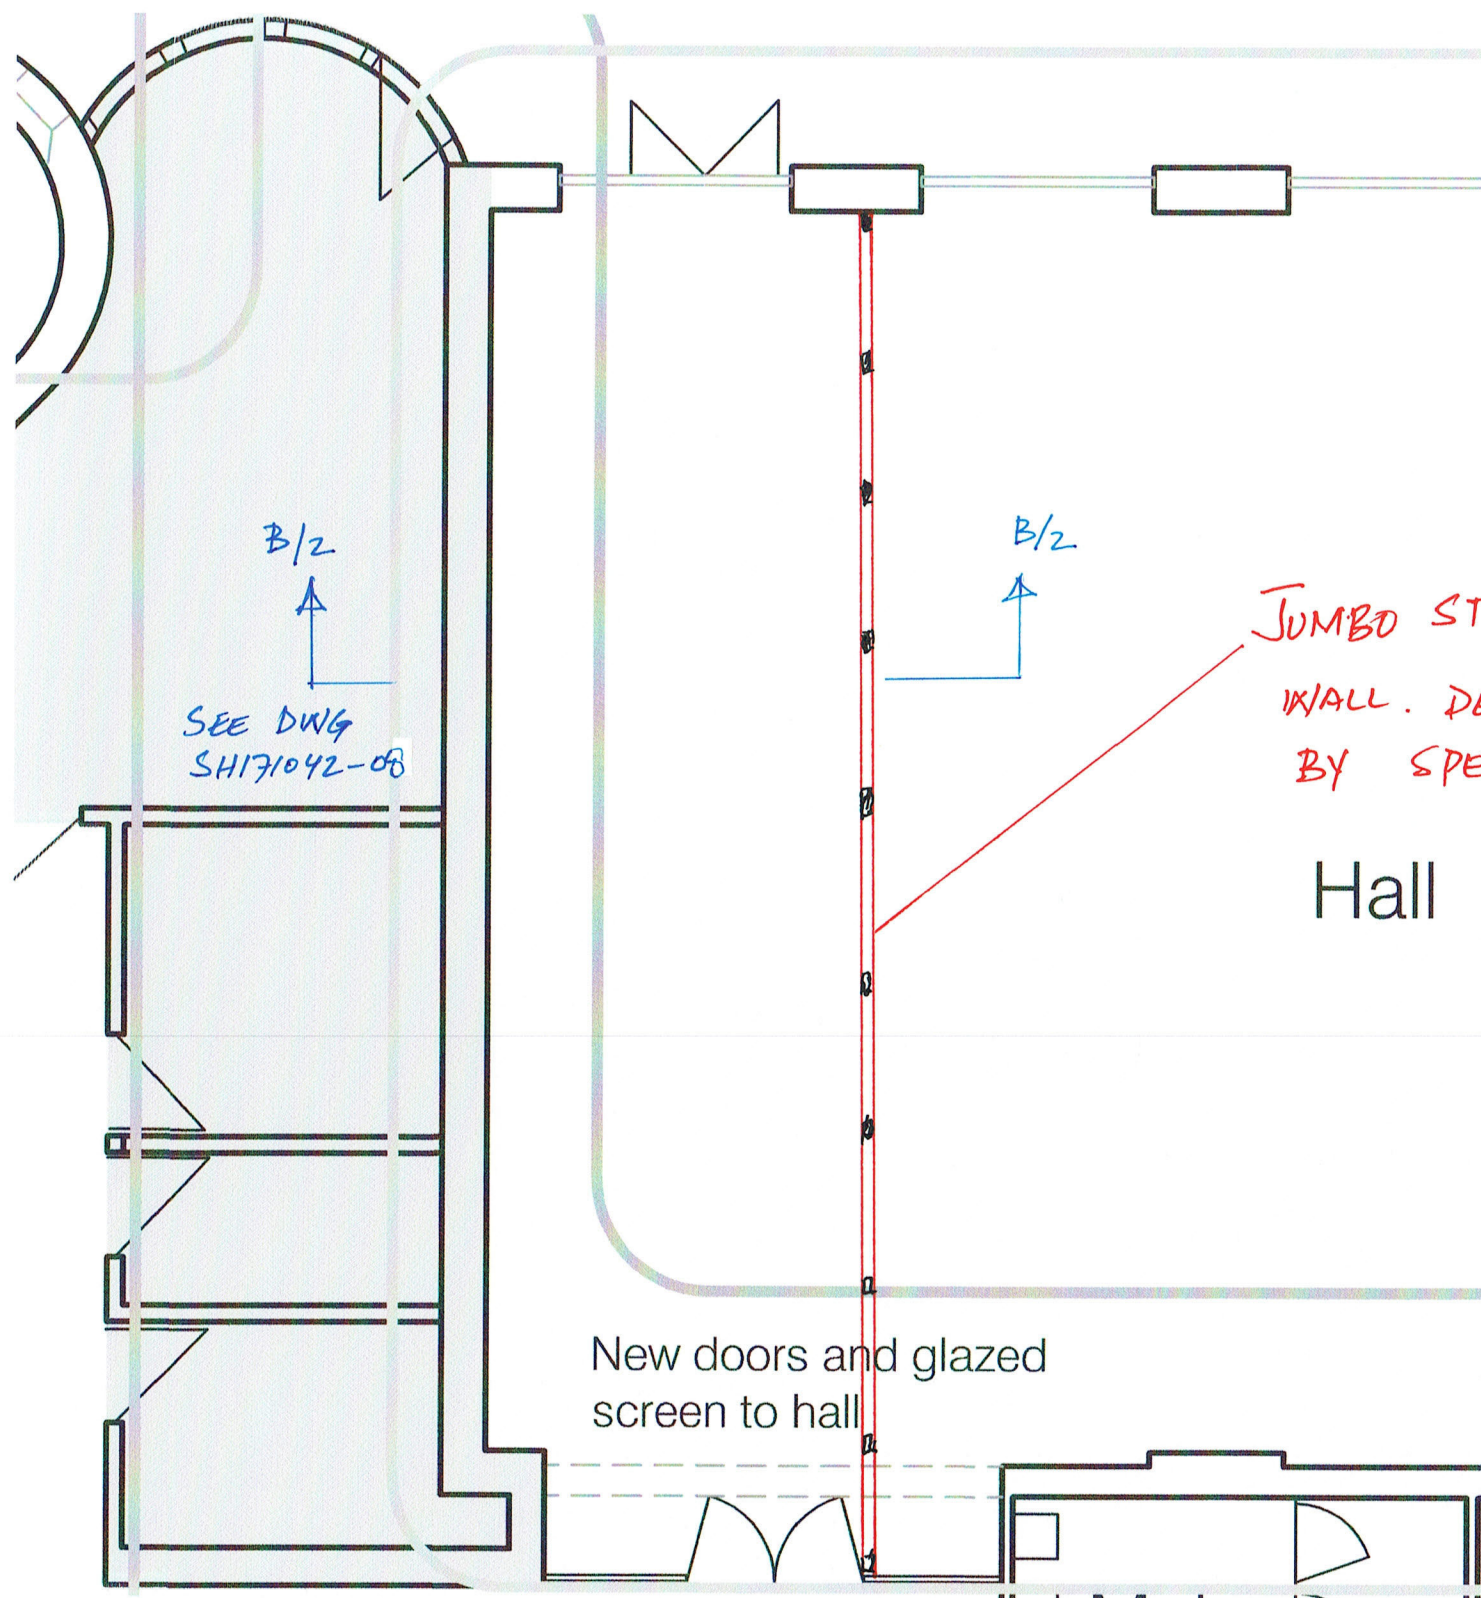 B/2
B/2
SEE DWG
SH171042-08
JUMBO ST
WALL. DE
BY SPE
Hall
New doors and glazed
screen to hall